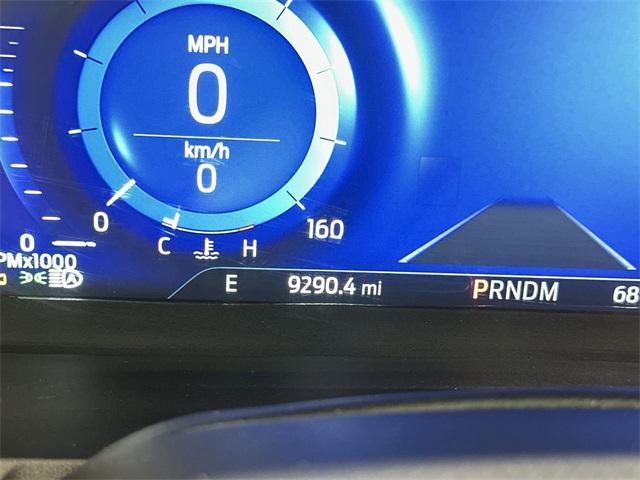 MPH
0
km/h
0
0
160
C
H
0
PMx1000
E
9290.4 mi
PRNDM
68